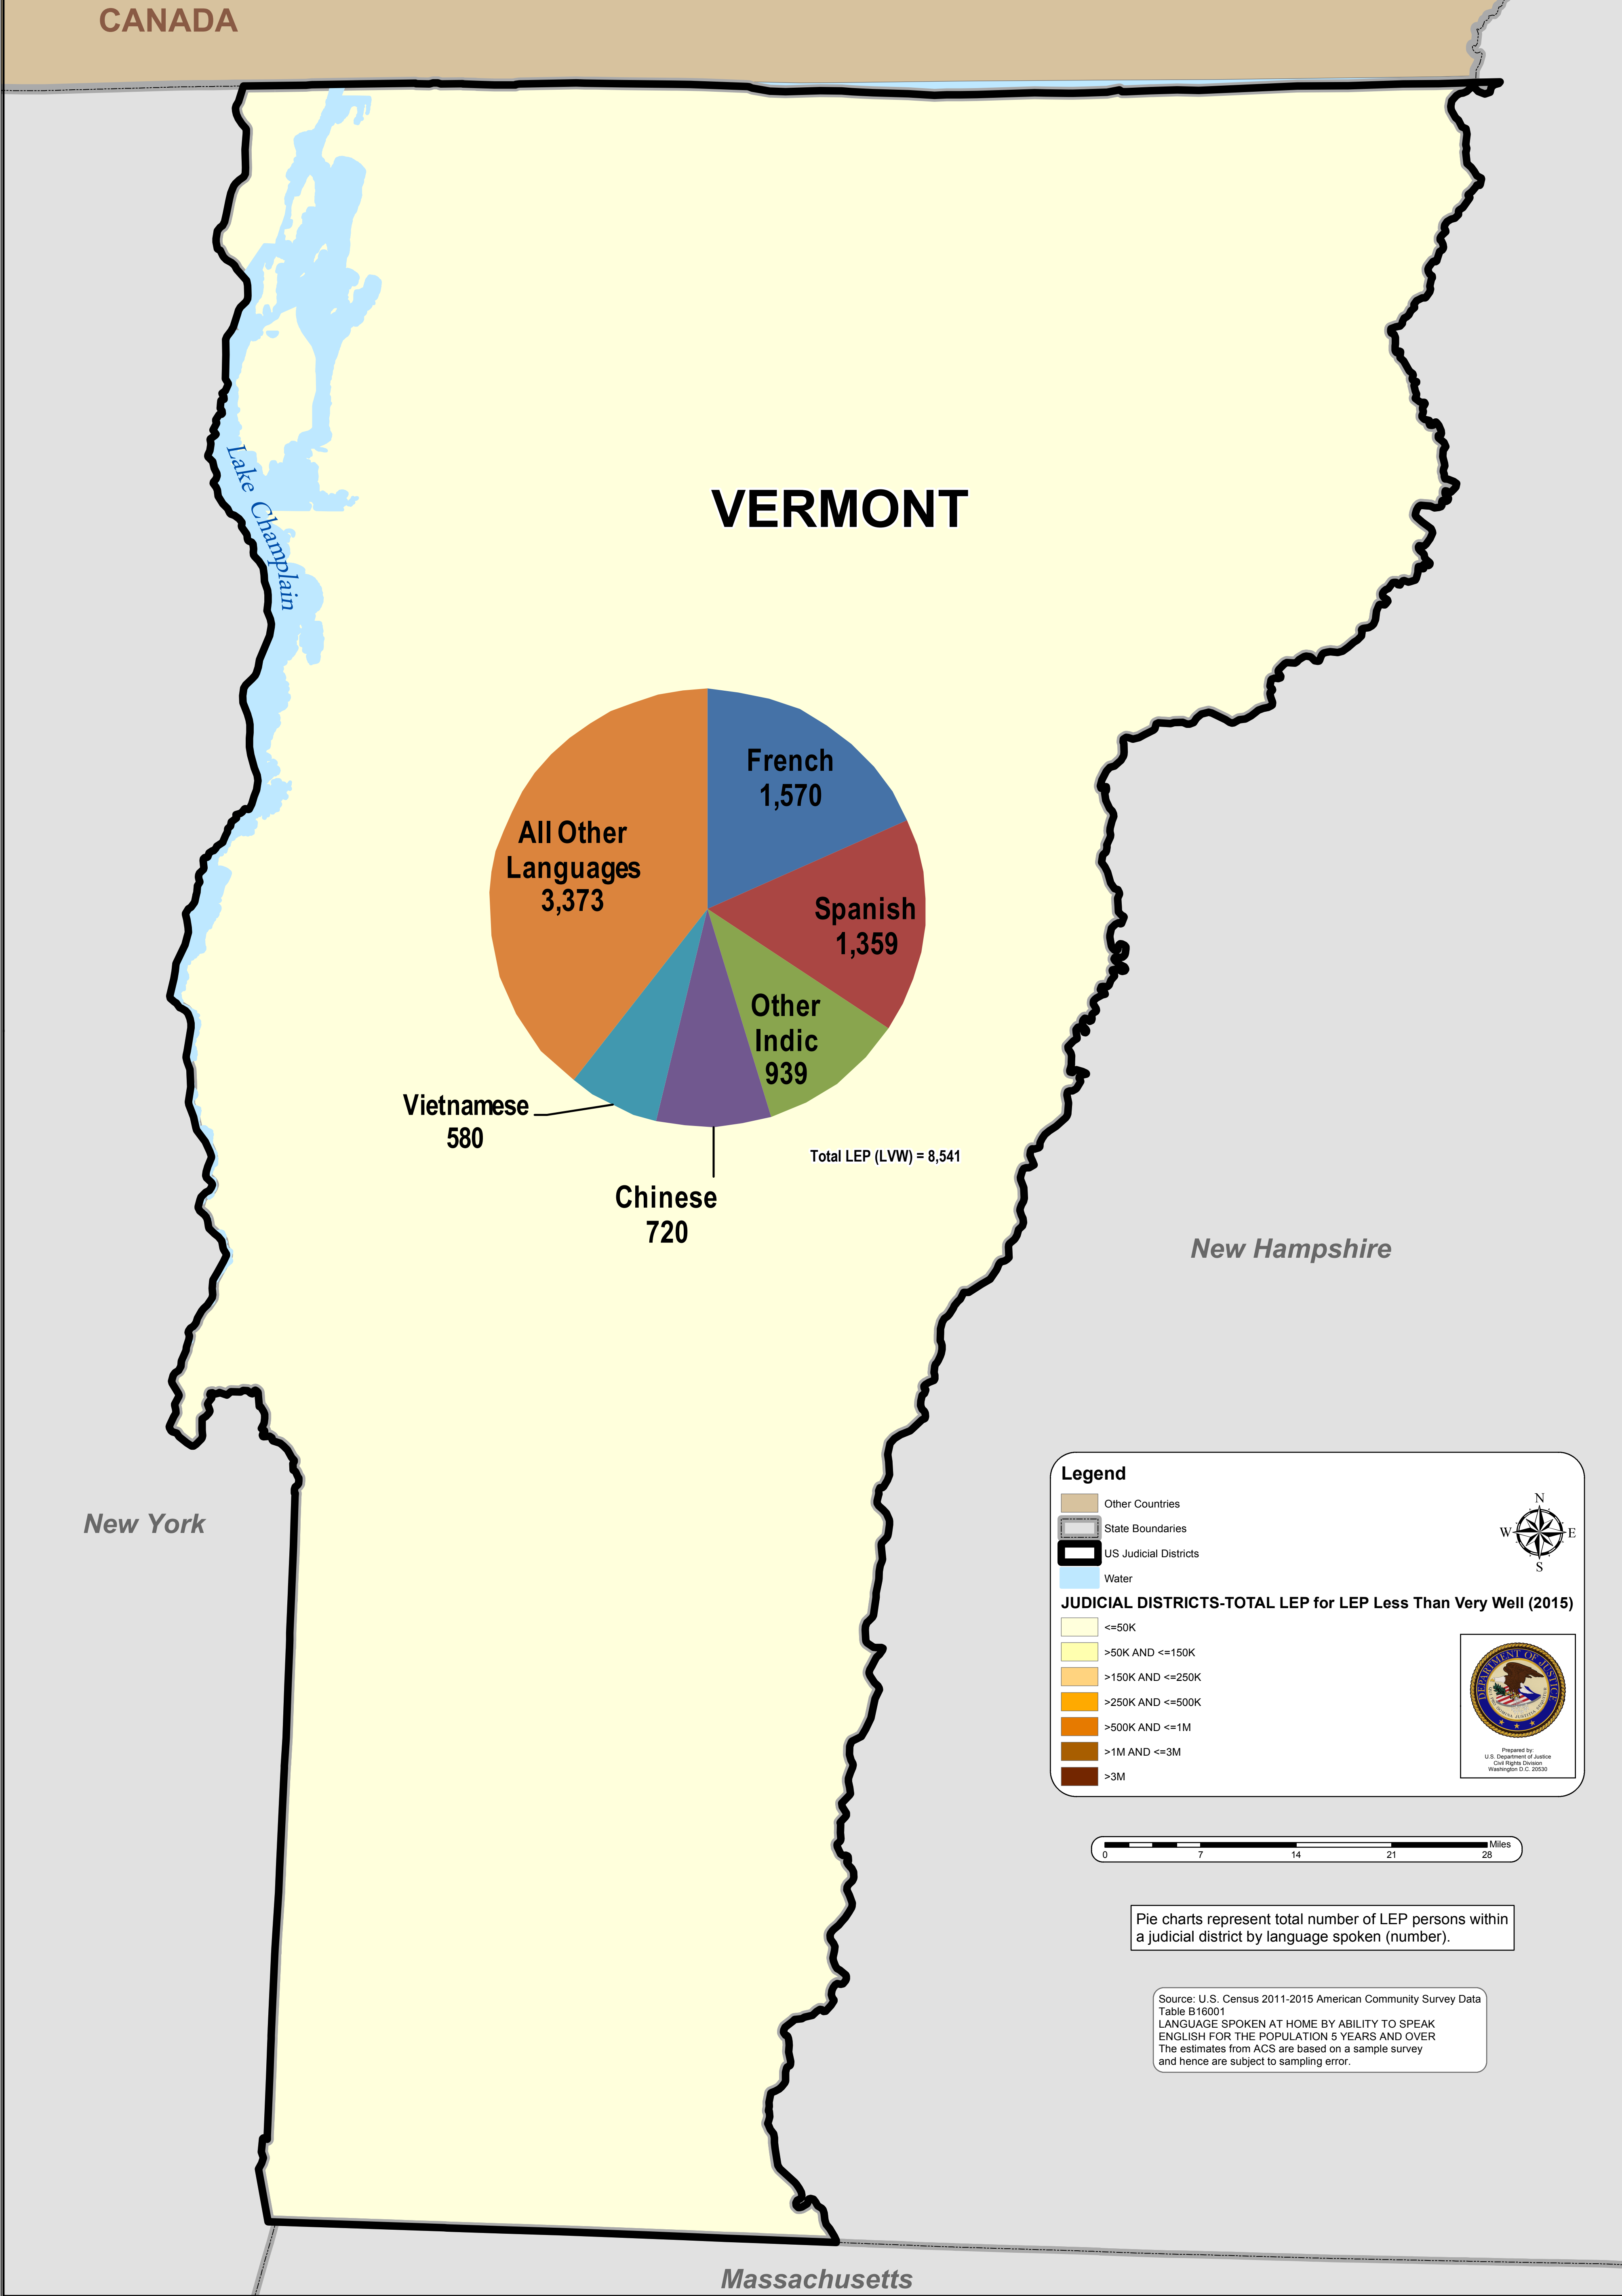 CANADA
Lake Champlain
VERMONT
French
1,570
All Other
Languages
3,373
Spanish
1,359
Other
Indic
939
Vietnamese
580
Total LEP (LVW) = 8,541
Chinese
720
New Hampshire
New York
Legend
Other Countries
State Boundaries
US Judicial Districts
Water
N
W
E
S
JUDICIAL DISTRICTS-TOTAL LEP for LEP Less Than Very Well (2015)
<=50K
>50K AND <=150K
>150K AND <=250K
>250K AND <=500K
>500K AND <=1M
>1M AND <=3M
>3M
DEPARTMENT OF JUSTICE
Prepared by:
U.S. Department of Justice
Civil Rights Division
Washington D.C. 20530
Miles
0 7 14 21 28
Pie charts represent total number of LEP persons within
a judicial district by language spoken (number).
Source: U.S. Census 2011-2015 American Community Survey Data
Table B16001
LANGUAGE SPOKEN AT HOME BY ABILITY TO SPEAK
ENGLISH FOR THE POPULATION 5 YEARS AND OVER
The estimates from ACS are based on a sample survey
and hence are subject to sampling error.
Massachusetts